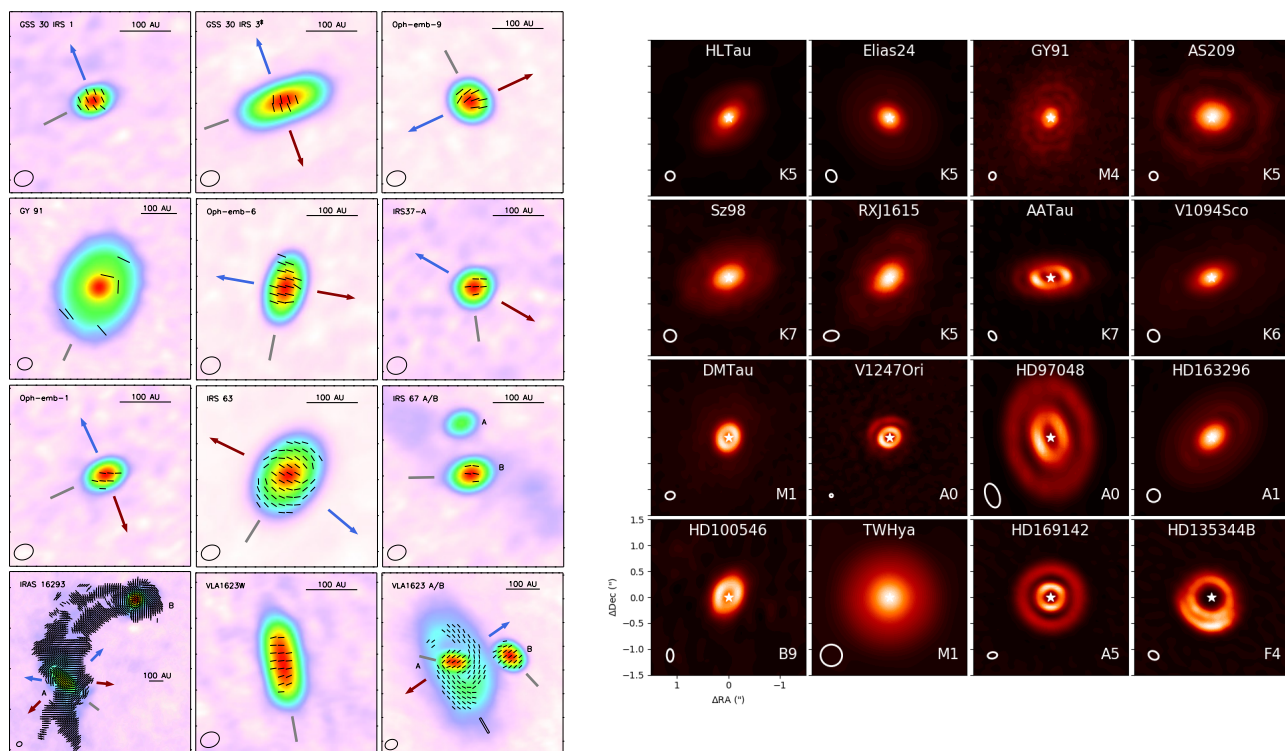 GSS 30 IRS 1
100 AU
GSS 30 IRS 3
100 AU
Oph-emb-9
100 AU
GY 91
100 AU
Oph-emb-6
100 AU
IRS37-A
100 AU
Oph-emb-1
100 AU
IRS 63
100 AU
IRS 67 A/B
100 AU
A
B
IRAS 16293
B
A
100 AU
VLA1623W
100 AU
VLA1623 A/B
100 AU
A
B
HLTau
K5
Elias24
K5
GY91
M4
AS209
K5
Sz98
K7
RXJ1615
K5
AATau
K7
V1094Sco
K6
DMTau
M1
V1247Ori
A0
HD97048
A0
HD163296
A1
HD100546
B9
TWHya
M1
HD169142
A5
HD135344B
F4
1.5
1.0
0.5
0.0
−0.5
−1.0
−1.5
ΔDec (")
1
0
−1
ΔRA (")